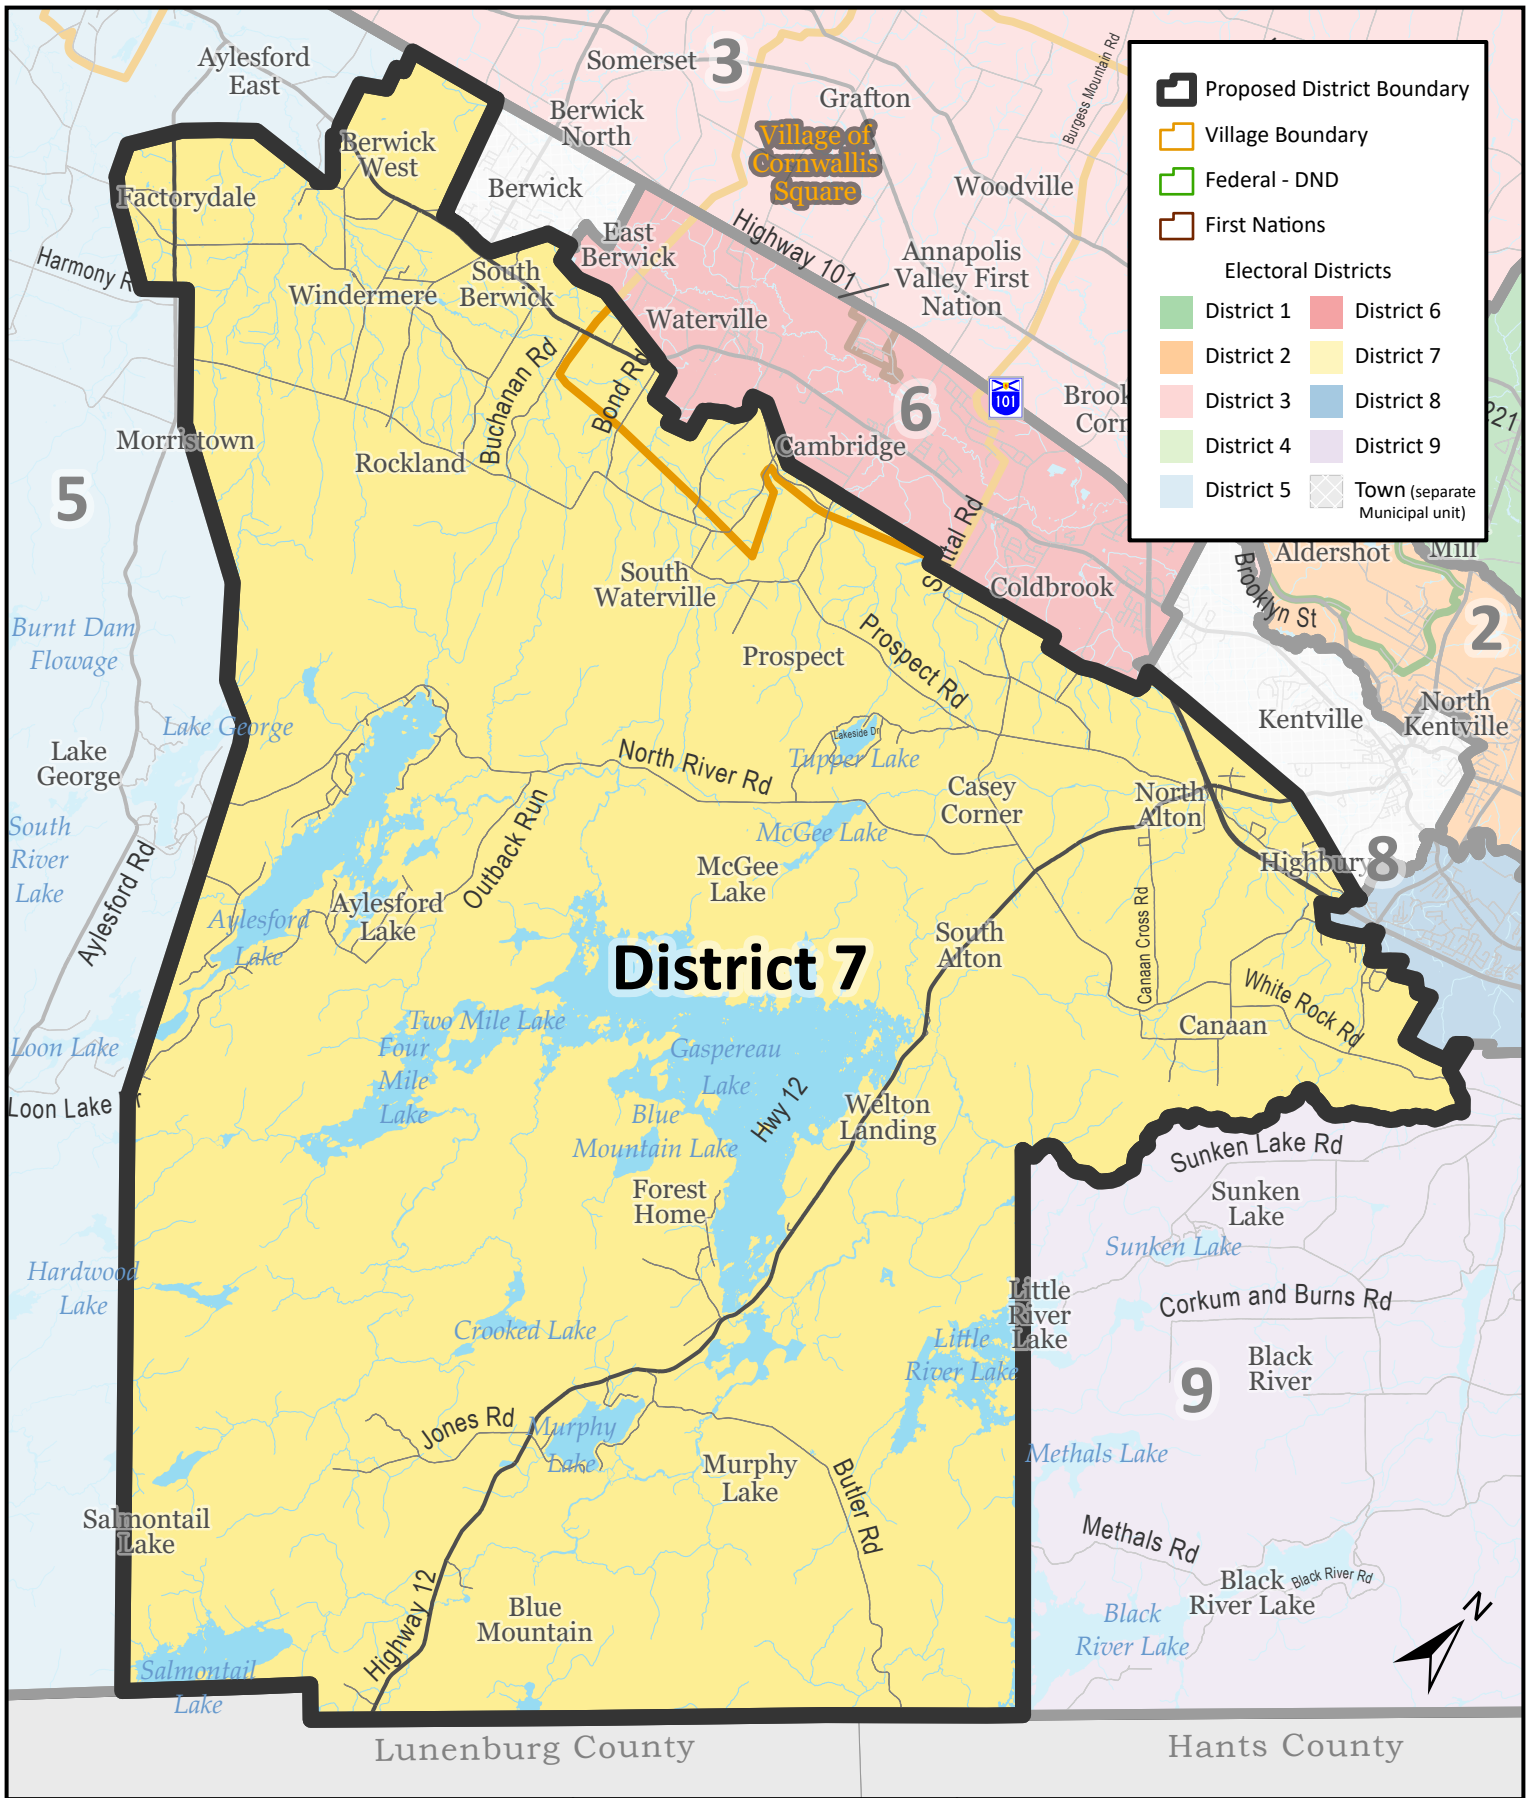 Aylesford
East
Somerset
3
Grafton
Berwick
North
Burgess Mountain Rd
Village of
Cornwallis
Square
Woodville
Berwick
West
Berwick
Factorydale
Harmony R
East
Berwick
Highway 101
Annapolis
Valley First
Nation
South
Berwick
Windermere
Waterville
Buchanan Rd
Bond Rd
6
101
Brook
Corn
Cambridge
Morristown
Rockland
5
Proposed District Boundary
Village Boundary
Federal - DND
First Nations
Electoral Districts
District 1
District 6
District 2
District 7
District 3
District 8
District 4
District 9
District 5
Town (separate
Municipal unit)
221
Aldershot
Mill
Brooklyn St
2
Coldbrook
South
Waterville
Burnt Dam
Flowage
Prospect
Prospect Rd
Kentville
North
Kentville
Lake George
Lake
George
Lakeside Dr
Tupper Lake
North River Rd
Casey
Corner
North
Alton
McGee Lake
South
River
Lake
Outback Run
McGee
Lake
Highbury
8
Aylesford Rd
Aylesford
Lake
Aylesford
Lake
District 7
South
Alton
Canaan Cross Rd
White Rock Rd
Canaan
Two Mile Lake
Four
Mile
Lake
Gaspereau
Lake
Loon Lake
Hwy 12
Welton
Landing
Blue
Mountain Lake
Sunken Lake Rd
Forest
Home
Sunken
Lake
Sunken Lake
Hardwood
Lake
Little
River
Lake
Corkum and Burns Rd
Crooked Lake
Little
River Lake
Black
River
9
Jones Rd
Murphy
Lake
Methals Lake
Murphy
Lake
Butler Rd
Salmontail
Lake
Methals Rd
Black
River Lake
Black River Rd
Black
River Lake
Highway 12
Blue
Mountain
N
Salmontail
Lake
Lunenburg County
Hants County